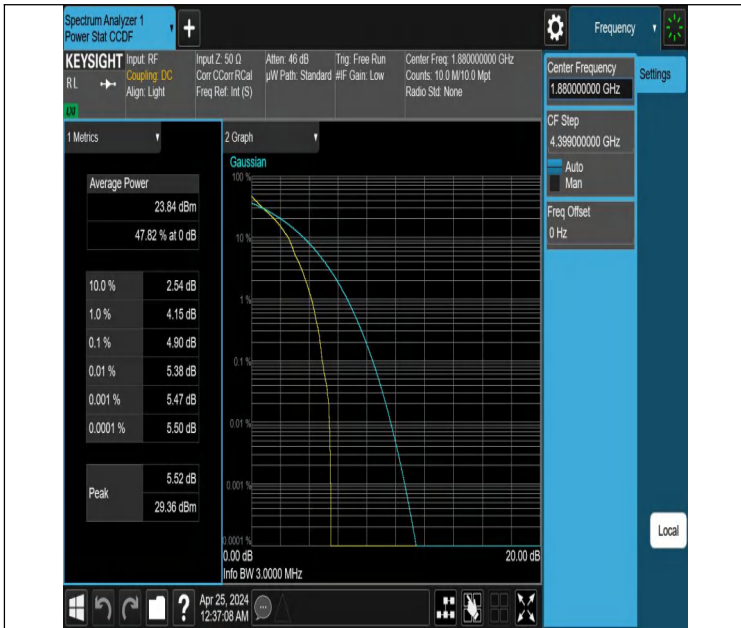 Spectrum Analyzer 1
Power Stat CCDF
+
Frequency
KEYSIGHT
RL
Input: RF
Coupling: DC
Align: Light
Input Z: 50 Ω
Corr CCorr RCal
Freq Ref: Int (S)
Atten: 46 dB
µW Path: Standard
Trig: Free Run
#IF Gain: Low
Center Freq: 1.880000000 GHz
Counts: 10.0 M/10.0 Mpt
Radio Std: None
Center Frequency
1.880000000 GHz
Settings
CF Step
4.399000000 GHz
Auto
Man
Freq Offset
0 Hz
1 Metrics
Average Power
23.84 dBm
47.82 % at 0 dB
10.0 % 2.54 dB
1.0 % 4.15 dB
0.1 % 4.90 dB
0.01 % 5.38 dB
0.001 % 5.47 dB
0.0001 % 5.50 dB
Peak
5.52 dB
29.36 dBm
2 Graph
Gaussian
100 %
10 %
1 %
0.1 %
0.01 %
0.001 %
0.0001 %
0.00 dB
20.00 dB
Info BW 3.0000 MHz
Local
?
Apr 25, 2024
12:37:08 AM